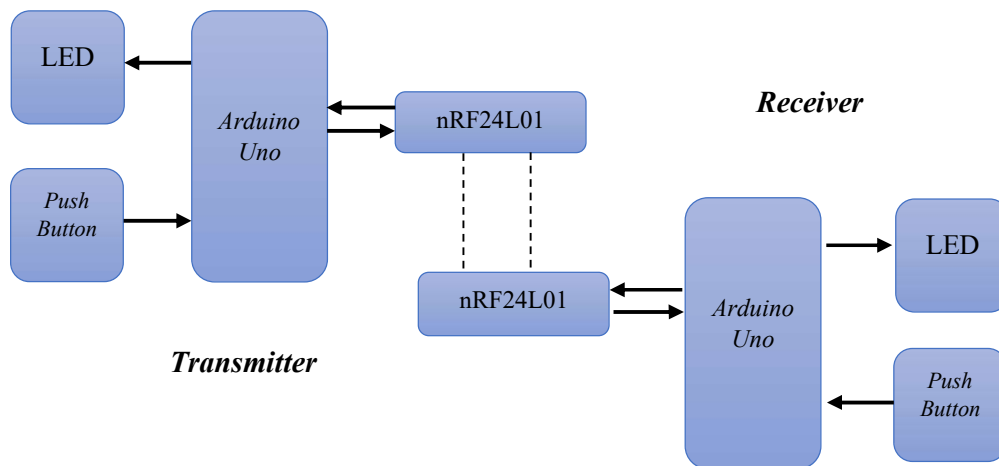 LED
Arduino
Uno
nRF24L01
Push
Button
Transmitter
Receiver
nRF24L01
Arduino
Uno
LED
Push
Button